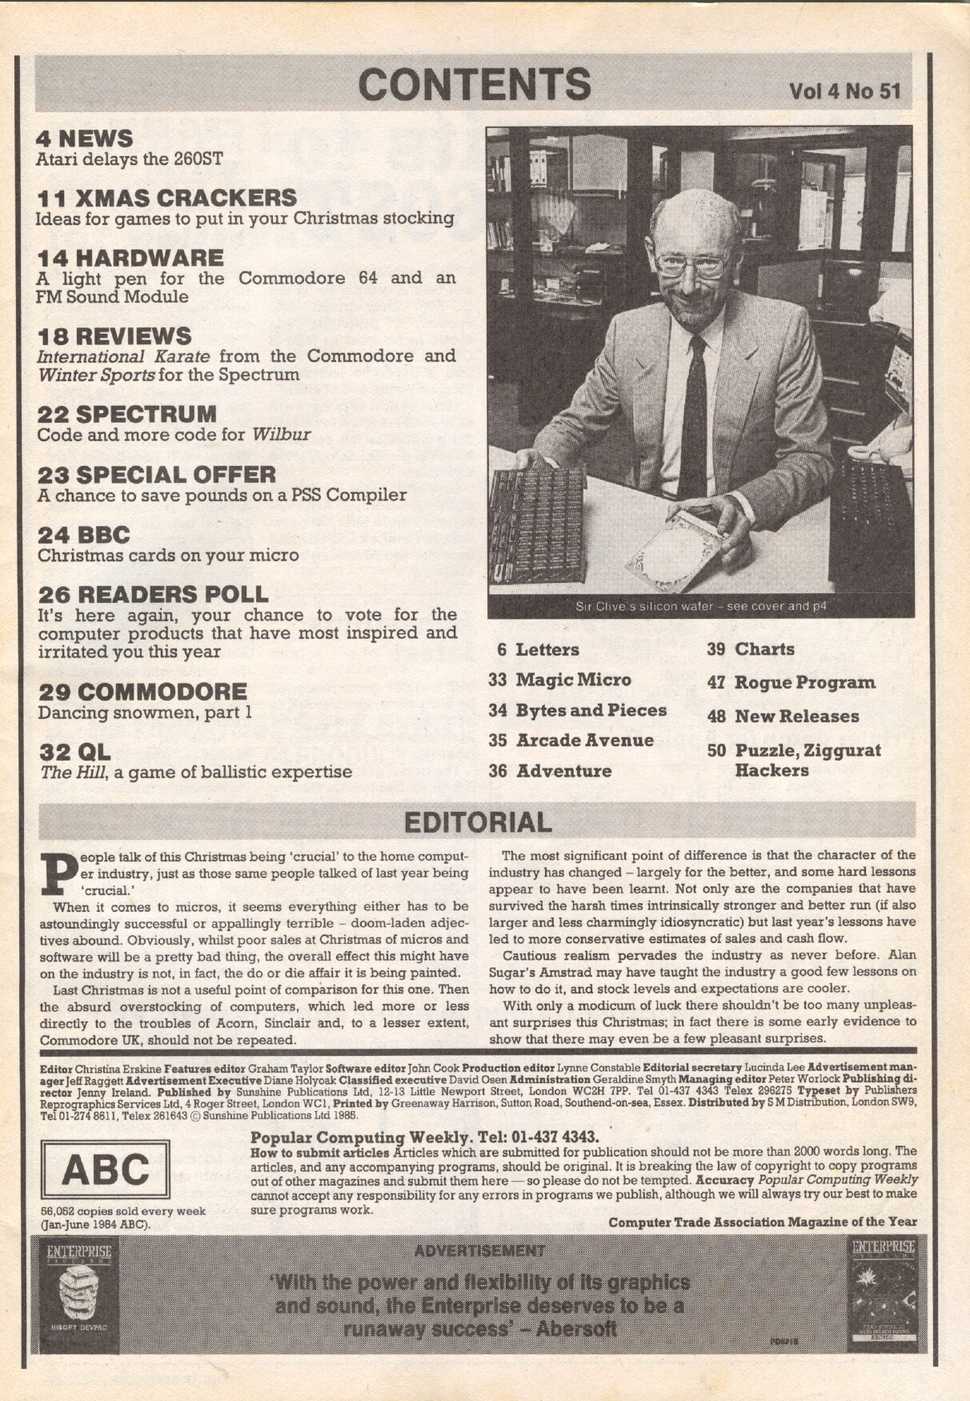 CONTENTS
Vol 4 No 51
4 NEWS
Atari delays the 260ST
11 XMAS CRACKERS
Ideas for games to put in your Christmas stocking
14 HARDWARE
A light pen for the Commodore 64 and an
FM Sound Module
18 REVIEWS
International Karate from the Commodore and
Winter Sports for the Spectrum
22 SPECTRUM
Code and more code for Wilbur
23 SPECIAL OFFER
A chance to save pounds on a PSS Compiler
24 BBC
Christmas cards on your micro
26 READERS POLL
It's here again, your chance to vote for the
computer products that have most inspired and
irritated you this year
29 COMMODORE
Dancing snowmen, part 1
32 QL
The Hill, a game of ballistic expertise
Sir Clive's silicon wafer – see cover and p4
6 Letters
33 Magic Micro
34 Bytes and Pieces
35 Arcade Avenue
36 Adventure
39 Charts
47 Rogue Program
48 New Releases
50 Puzzle, Ziggurat
Hackers
EDITORIAL
People talk of this Christmas being 'crucial' to the home comput-
er industry, just as those same people talked of last year being
'crucial.'
When it comes to micros, it seems everything either has to be
astoundingly successful or appallingly terrible – doom-laden adjec-
tives abound. Obviously, whilst poor sales at Christmas of micros and
software will be a pretty bad thing, the overall effect this might have
on the industry is not, in fact, the do or die affair it is being painted.
Last Christmas is not a useful point of comparison for this one. Then
the absurd overstocking of computers, which led more or less
directly to the troubles of Acorn, Sinclair and, to a lesser extent,
Commodore UK, should not be repeated.
The most significant point of difference is that the character of the
industry has changed – largely for the better, and some hard lessons
appear to have been learnt. Not only are the companies that have
survived the harsh times intrinsically stronger and better run (if also
larger and less charmingly idiosyncratic) but last year's lessons have
led to more conservative estimates of sales and cash flow.
Cautious realism pervades the industry as never before. Alan
Sugar's Amstrad may have taught the industry a good few lessons on
how to do it, and stock levels and expectations are cooler.
With only a modicum of luck there shouldn't be too many unpleas-
ant surprises this Christmas; in fact there is some early evidence to
show that there may even be a few pleasant surprises.
Editor Christina Erskine Features editor Graham Taylor Software editor John Cook Production editor Lynne Constable Editorial secretary Lucinda Lee Advertisement man-
ager Jeff Raggett Advertisement Executive Diane Holyoak Classified executive David Osen Administration Geraldine Smyth Managing editor Peter Worlock Publishing di-
rector Jenny Ireland. Published by Sunshine Publications Ltd, 12-13 Little Newport Street, London WC2H 7PP. Tel 01-437 4343 Telex 296275 Typeset by Publishers
Reprographics Services Ltd, 4 Roger Street, London WC1, Printed by Greenaway Harrison, Sutton Road, Southend-on-sea, Essex. Distributed by S M Distribution, London SW9,
Tel 01-274 8611, Telex 261643 © Sunshine Publications Ltd 1985.
ABC
56,052 copies sold every week
(Jan-June 1984 ABC).
Popular Computing Weekly. Tel: 01-437 4343.
How to submit articles Articles which are submitted for publication should not be more than 2000 words long. The
articles, and any accompanying programs, should be original. It is breaking the law of copyright to copy programs
out of other magazines and submit them here — so please do not be tempted. Accuracy Popular Computing Weekly
cannot accept any responsibility for any errors in programs we publish, although we will always try our best to make
sure programs work.
Computer Trade Association Magazine of the Year
ENTERPRISE
PROGRAMS
HISOFT DEVPAC
ADVERTISEMENT
'With the power and flexibility of its graphics
and sound, the Enterprise deserves to be a
runaway success' – Abersoft
ENTERPRISE
PROGRAMS